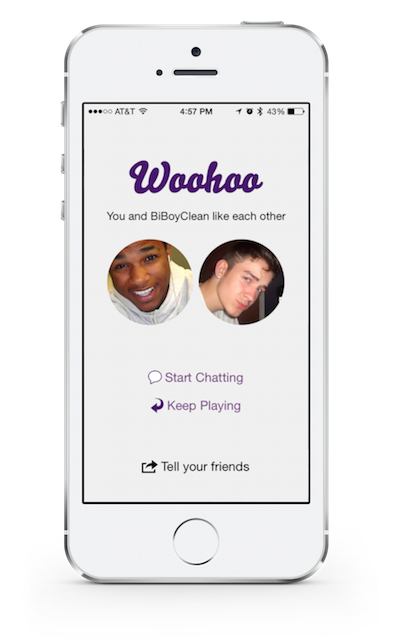 AT&T 4:57 PM 43%
Woohoo
You and BiBoyClean like each other
Start Chatting
Keep Playing
Tell your friends